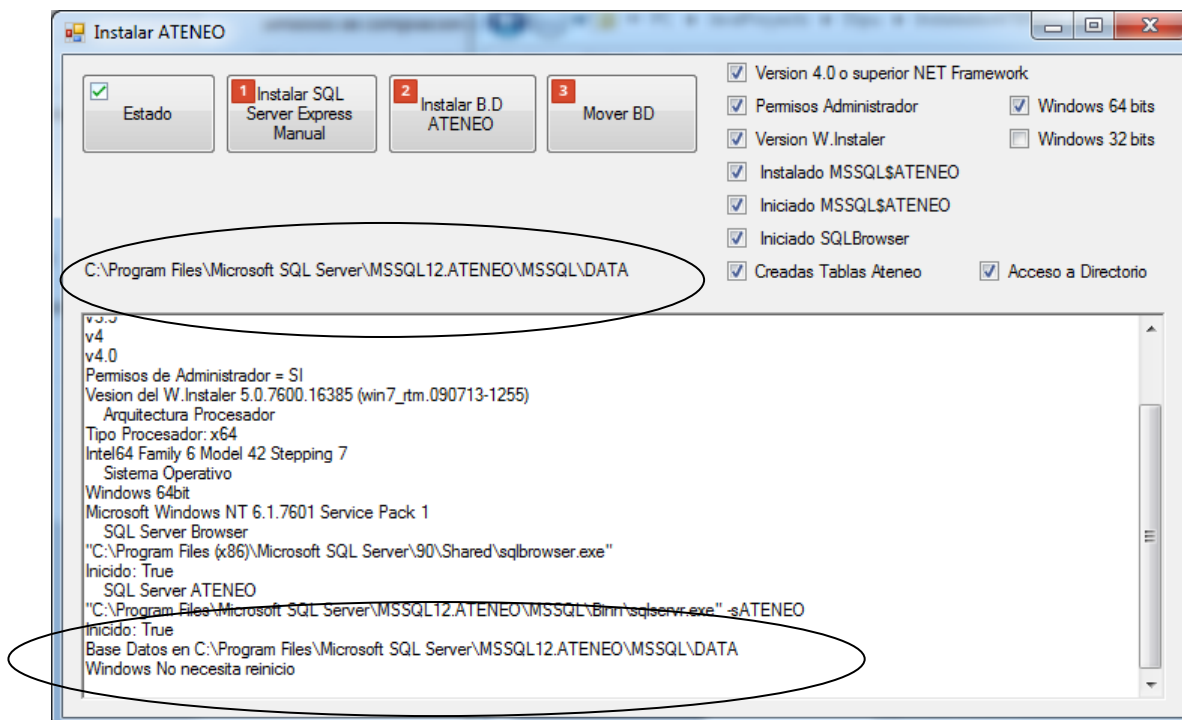 Instalar ATENEO
Estado
1 Instalar SQL
Server Express
Manual
2 Instalar B.D
ATENEO
3 Mover BD
Version 4.0 o superior NET Framework
Permisos Administrador
Windows 64 bits
Version W.Instaler
Windows 32 bits
Instalado MSSQL$ATENEO
Iniciado MSSQL$ATENEO
Iniciado SQLBrowser
Creadas Tablas Ateneo
Acceso a Directorio
C:\Program Files\Microsoft SQL Server\MSSQL12.ATENEO\MSSQL\DATA
v3.5
v4
v4.0
Permisos de Administrador = SI
Vesion del W.Instaler 5.0.7600.16385 (win7_rtm.090713-1255)
Arquitectura Procesador
Tipo Procesador: x64
Intel64 Family 6 Model 42 Stepping 7
Sistema Operativo
Windows 64bit
Microsoft Windows NT 6.1.7601 Service Pack 1
SQL Server Browser
"C:\Program Files (x86)\Microsoft SQL Server\90\Shared\sqlbrowser.exe"
Inicido: True
SQL Server ATENEO
"C:\Program Files\Microsoft SQL Server\MSSQL12.ATENEO\MSSQL\Binn\sqlservr.exe" -sATENEO
Inicido: True
Base Datos en C:\Program Files\Microsoft SQL Server\MSSQL12.ATENEO\MSSQL\DATA
Windows No necesita reinicio